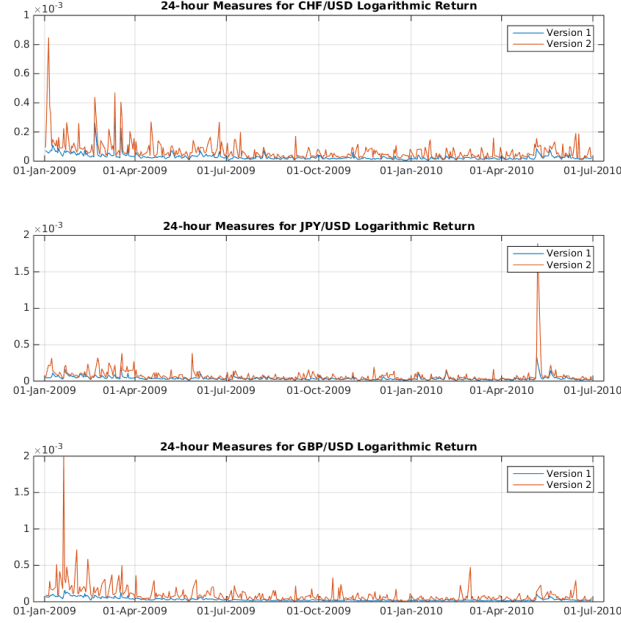 24-hour Measures for CHF/USD Logarithmic Return
×10-3
1
0.8
0.6
0.4
0.2
0
Version 1
Version 2
01-Jan-2009 01-Apr-2009 01-Jul-2009 01-Oct-2009 01-Jan-2010 01-Apr-2010 01-Jul-2010
24-hour Measures for JPY/USD Logarithmic Return
×10-3
2
1.5
1
0.5
0
Version 1
Version 2
01-Jan-2009 01-Apr-2009 01-Jul-2009 01-Oct-2009 01-Jan-2010 01-Apr-2010 01-Jul-2010
24-hour Measures for GBP/USD Logarithmic Return
×10-3
2
1.5
1
0.5
0
Version 1
Version 2
01-Jan-2009 01-Apr-2009 01-Jul-2009 01-Oct-2009 01-Jan-2010 01-Apr-2010 01-Jul-2010